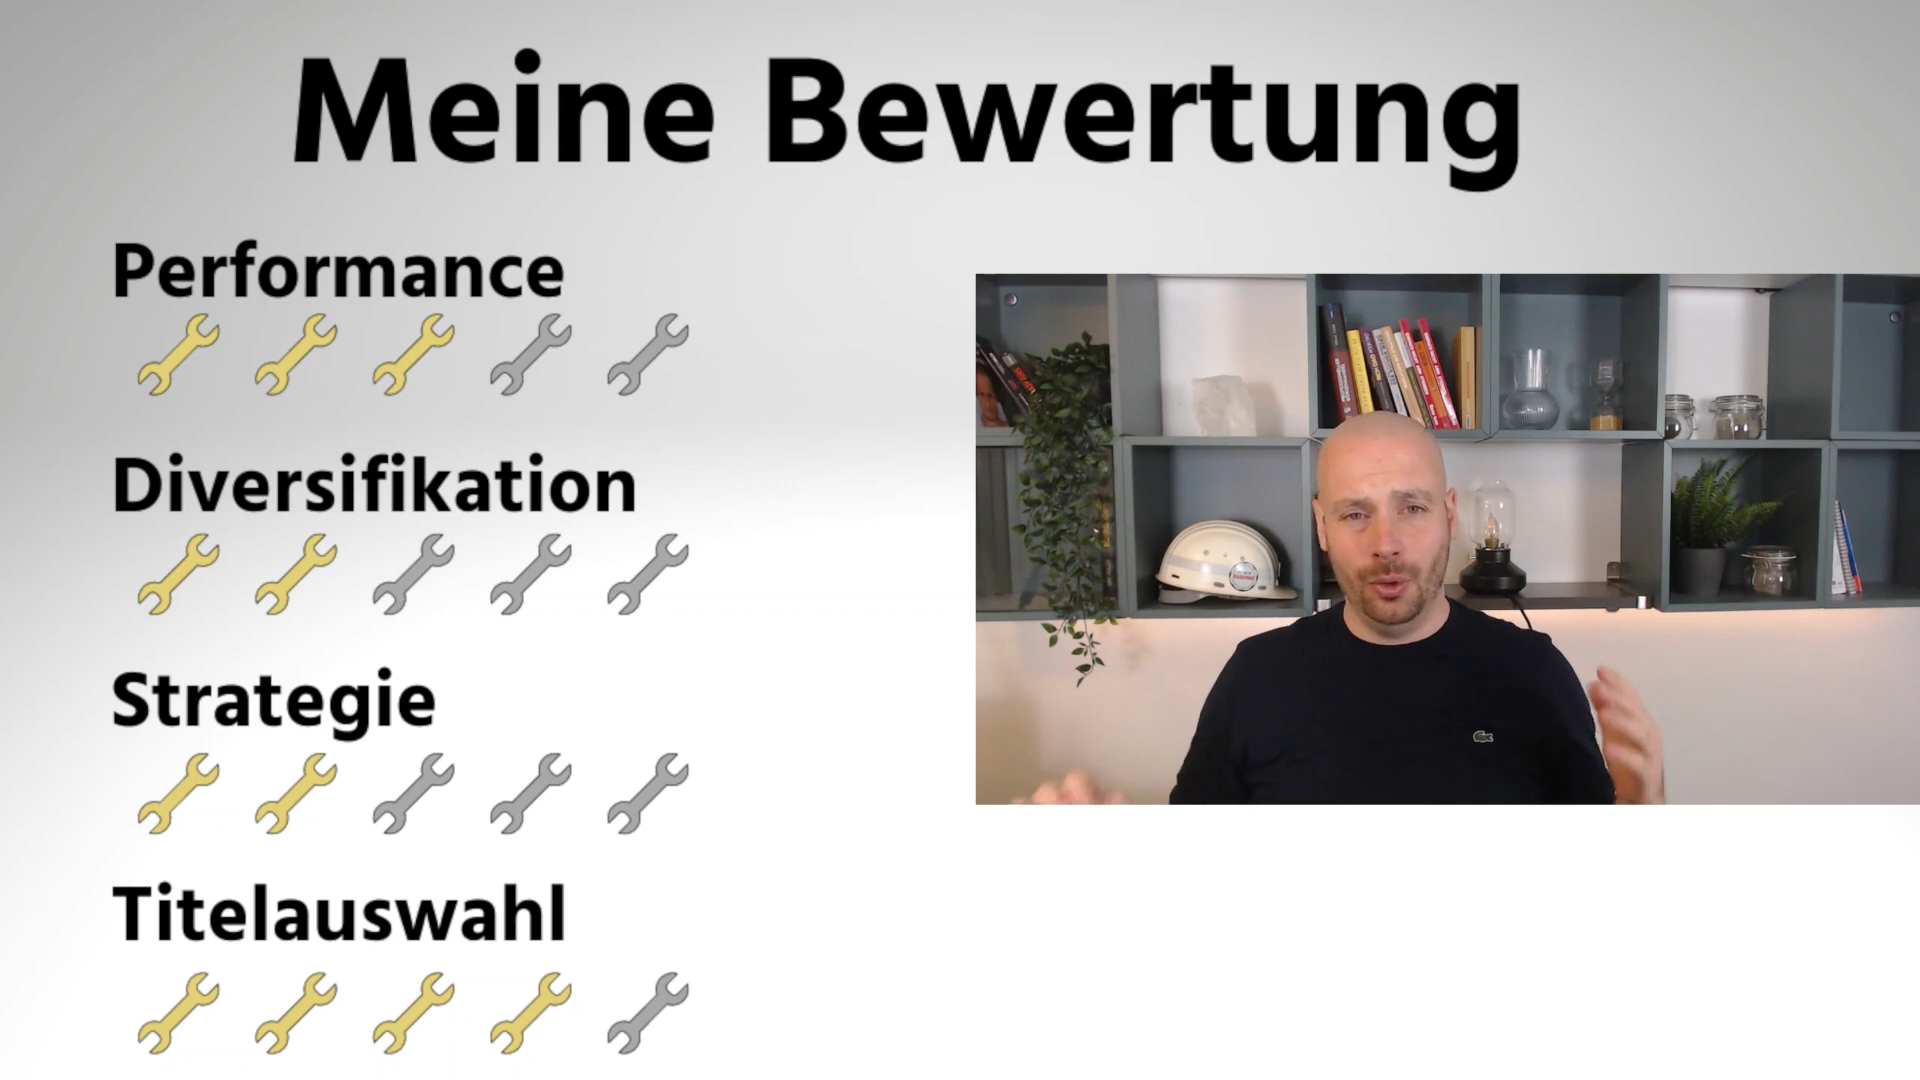 Meine Bewertung
Performance
Diversifikation
Strategie
Titelauswahl